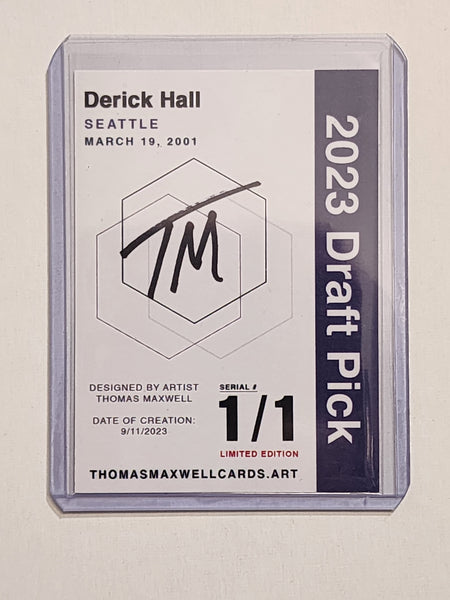 Derick Hall
SEATTLE
MARCH 19, 2001
2023 Draft Pick
TM
DESIGNED BY ARTIST
THOMAS MAXWELL
DATE OF CREATION:
9/11/2023
SERIAL #
1/1
LIMITED EDITION
THOMASMAXWELLCARDS.ART